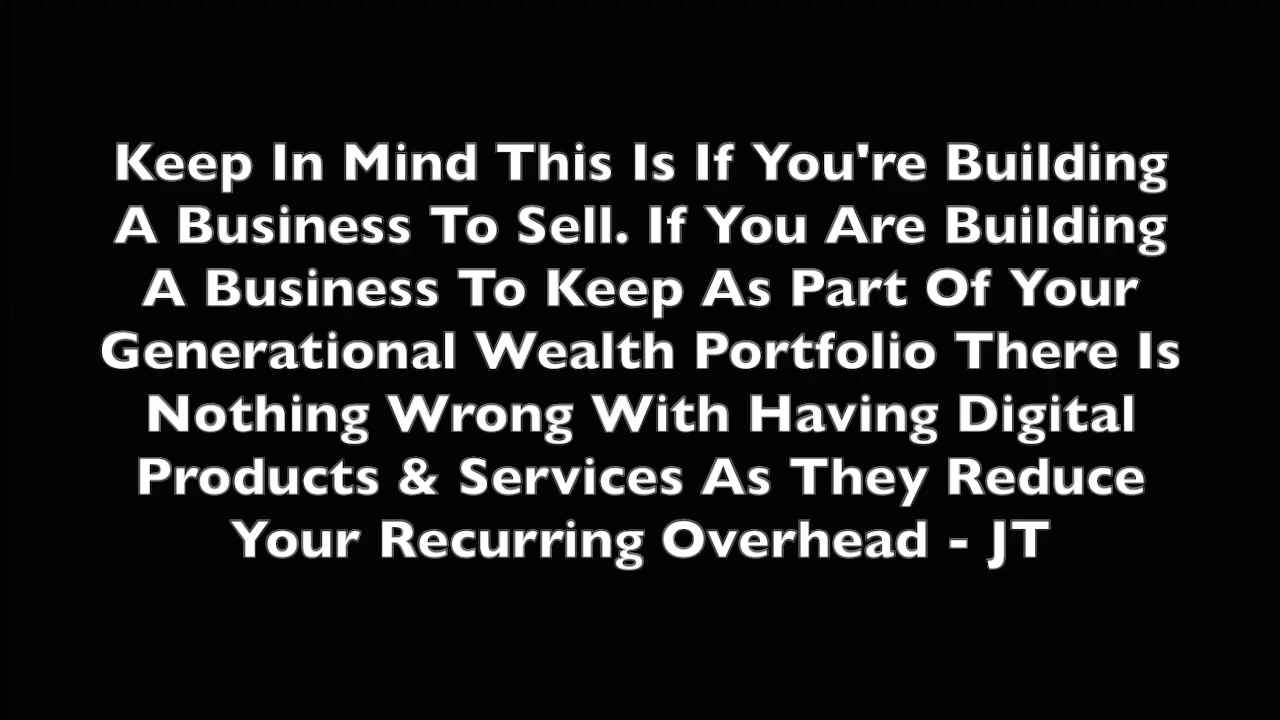 Keep In Mind This Is If You're Building
A Business To Sell. If You Are Building
A Business To Keep As Part Of Your
Generational Wealth Portfolio There Is
Nothing Wrong With Having Digital
Products & Services As They Reduce
Your Recurring Overhead - JT